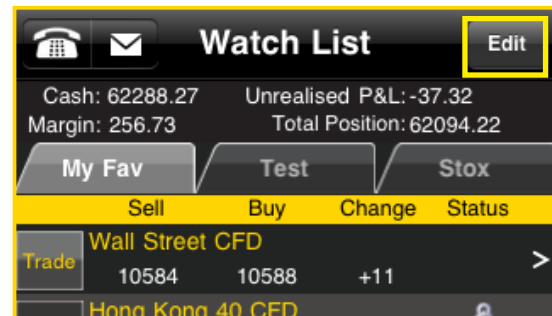 Watch List Edit
Cash: 62288.27 Unrealised P&L:-37.32
Margin: 256.73 Total Position: 62094.22
My Fav Test Stox
Sell Buy Change Status
Wall Street CFD
Trade 10584 10588 +11 >
Hong Kong 40 CFD